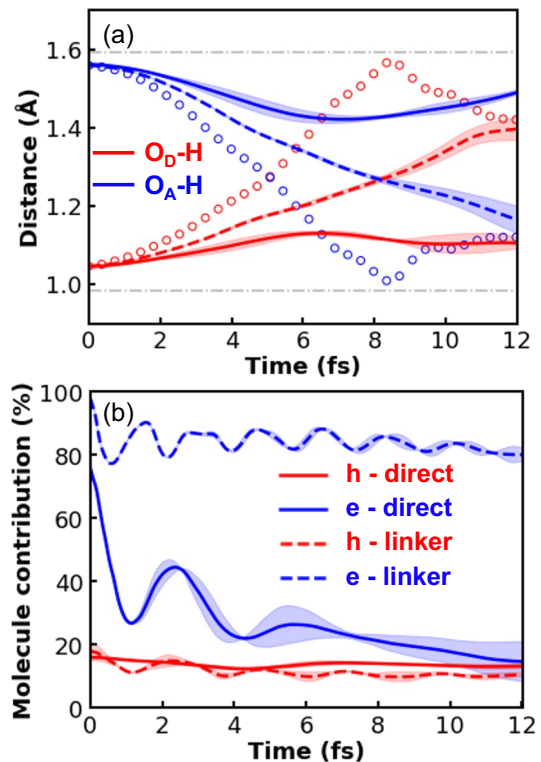 (a)
1.6
1.4
1.2
1.0
Distance (Å)
O_D-H
O_A-H
0 2 4 6 8 10 12
Time (fs)
(b)
100
80
60
40
20
0
Molecule contribution (%)
h - direct
e - direct
h - linker
e - linker
0 2 4 6 8 10 12
Time (fs)